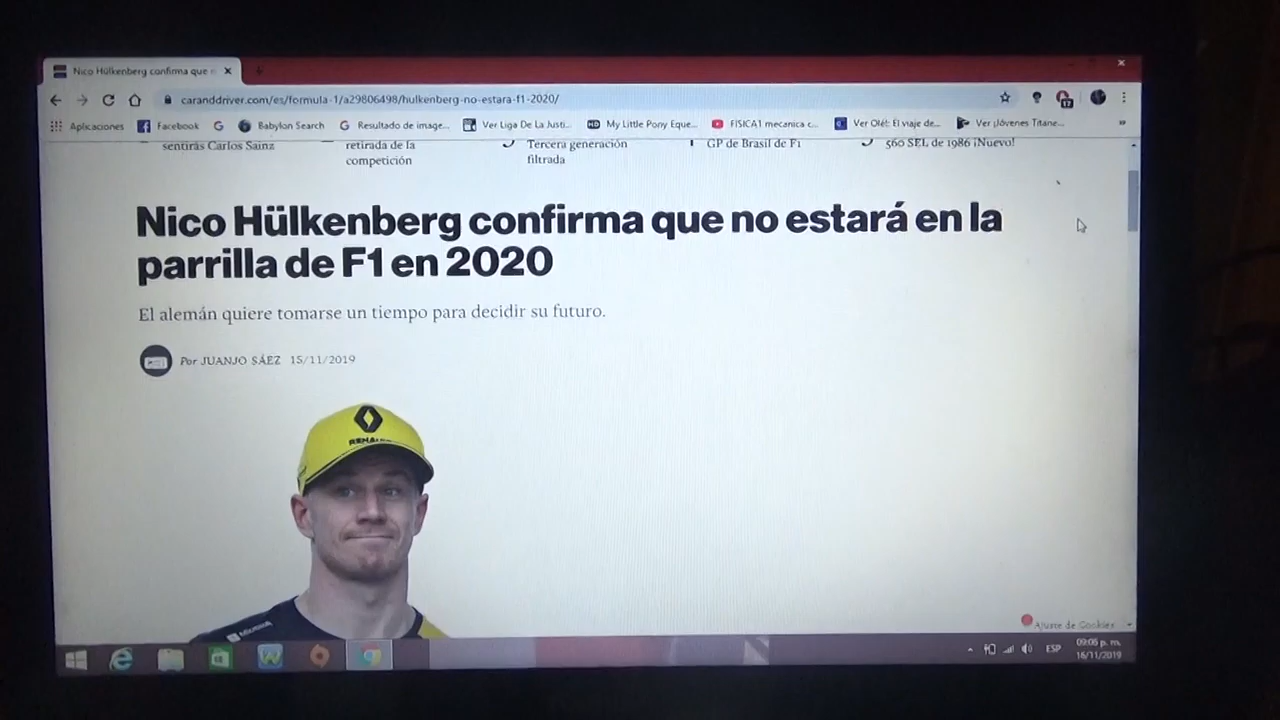 Nico Hülkenberg confirma que e
caranddriver.com/es/formula-1/a29806498/hulkenberg-no-estara-f1-2020/
17
Aplicaciones Facebook Babylon Search Resultado de image... Ver Liga De La Justi... My Little Pony Eque... FÍSICA1 mecanica c... Ver Olé!: El viaje de... Ver ¡Jóvenes Titane...
sentirás Carlos Sainz
retirada de la
competición
Tercera generación
filtrada
GP de Brasil de F1
560 SEL de 1986 ¡Nuevo!
Nico Hülkenberg confirma que no estará en la
parrilla de F1 en 2020
El alemán quiere tomarse un tiempo para decidir su futuro.
Por JUANJO SÁEZ 15/11/2019
RENAULT
Ajuste de Cookies
ESP
09:06 p. m.
16/11/2019